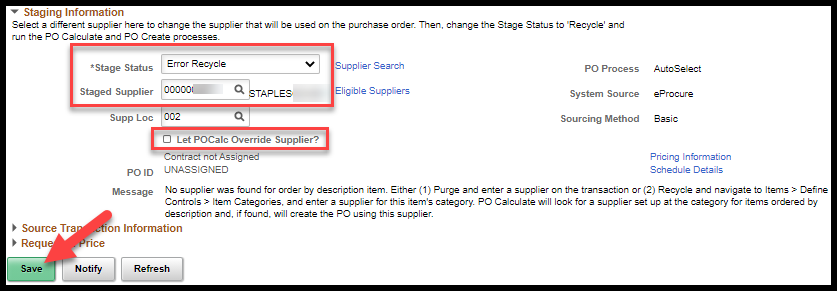 Staging Information
Select a different supplier here to change the supplier that will be used on the purchase order. Then, change the Stage Status to 'Recycle' and
run the PO Calculate and PO Create processes.
*Stage Status Error Recycle Supplier Search PO Process AutoSelect
Staged Supplier 00000 STAPLES Eligible Suppliers System Source eProcure
Supp Loc 002 Sourcing Method Basic
Let POCalc Override Supplier?
Contract not Assigned Pricing Information
PO ID UNASSIGNED Schedule Details
Message No supplier was found for order by description item. Either (1) Purge and enter a supplier on the transaction or (2) Recycle and navigate to Items > Define
Controls > Item Categories, and enter a supplier for this item's category. PO Calculate will look for a supplier set up at the category for items ordered
by description and, if found, will create the PO using this supplier.
Source Transaction Information
Price
Save Notify Refresh